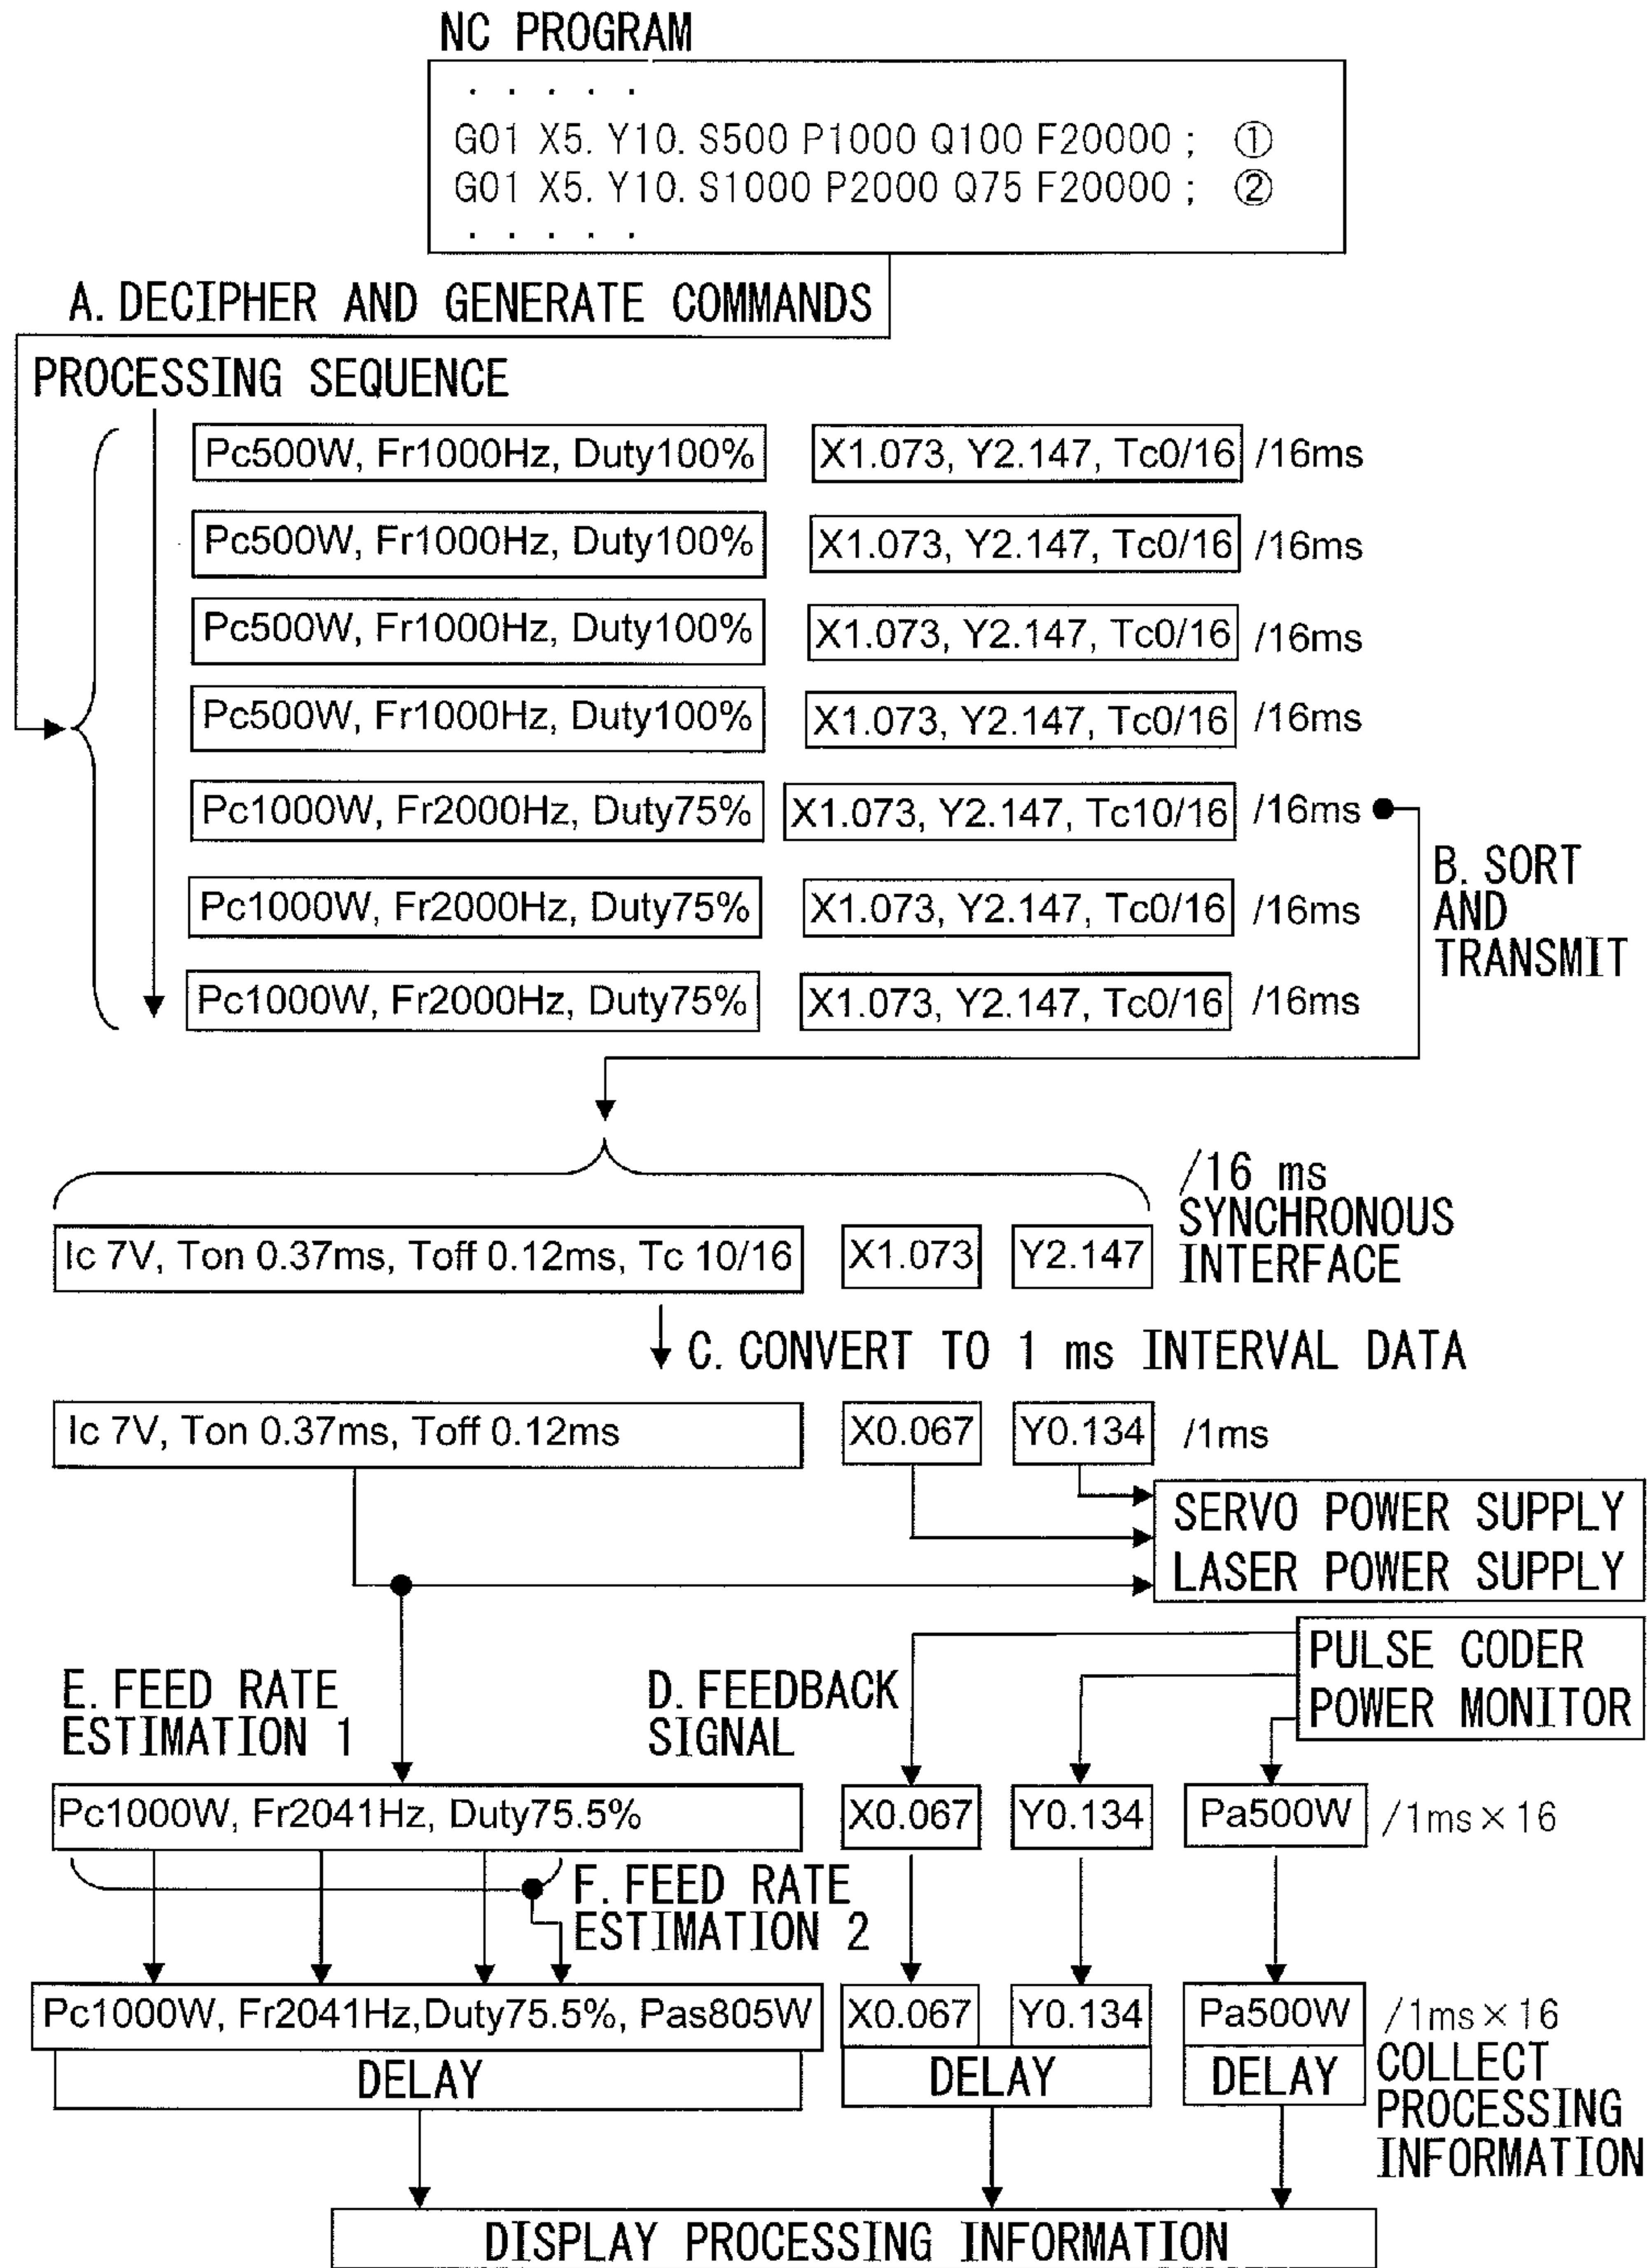 NC PROGRAM
. . . . .
G01 X5. Y10. S500 P1000 Q100 F20000 ; ①
G01 X5. Y10. S1000 P2000 Q75 F20000 ; ②
. . . . .
A. DECIPHER AND GENERATE COMMANDS
PROCESSING SEQUENCE
Pc500W, Fr1000Hz, Duty100% X1.073, Y2.147, Tc0/16 /16ms
Pc500W, Fr1000Hz, Duty100% X1.073, Y2.147, Tc0/16 /16ms
Pc500W, Fr1000Hz, Duty100% X1.073, Y2.147, Tc0/16 /16ms
Pc500W, Fr1000Hz, Duty100% X1.073, Y2.147, Tc0/16 /16ms
Pc1000W, Fr2000Hz, Duty75% X1.073, Y2.147, Tc10/16 /16ms
Pc1000W, Fr2000Hz, Duty75% X1.073, Y2.147, Tc0/16 /16ms
Pc1000W, Fr2000Hz, Duty75% X1.073, Y2.147, Tc0/16 /16ms
B. SORT
AND
TRANSMIT
/16 ms
SYNCHRONOUS
INTERFACE
Ic 7V, Ton 0.37ms, Toff 0.12ms, Tc 10/16 X1.073 Y2.147
C. CONVERT TO 1 ms INTERVAL DATA
Ic 7V, Ton 0.37ms, Toff 0.12ms X0.067 Y0.134 /1ms
SERVO POWER SUPPLY
LASER POWER SUPPLY
PULSE CODER
POWER MONITOR
E. FEED RATE
ESTIMATION 1
D. FEEDBACK
SIGNAL
Pc1000W, Fr2041Hz, Duty75.5% X0.067 Y0.134 Pa500W /1ms×16
F. FEED RATE
ESTIMATION 2
Pc1000W, Fr2041Hz,Duty75.5%, Pas805W X0.067 Y0.134 Pa500W /1ms×16
DELAY DELAY DELAY
COLLECT
PROCESSING
INFORMATION
DISPLAY PROCESSING INFORMATION